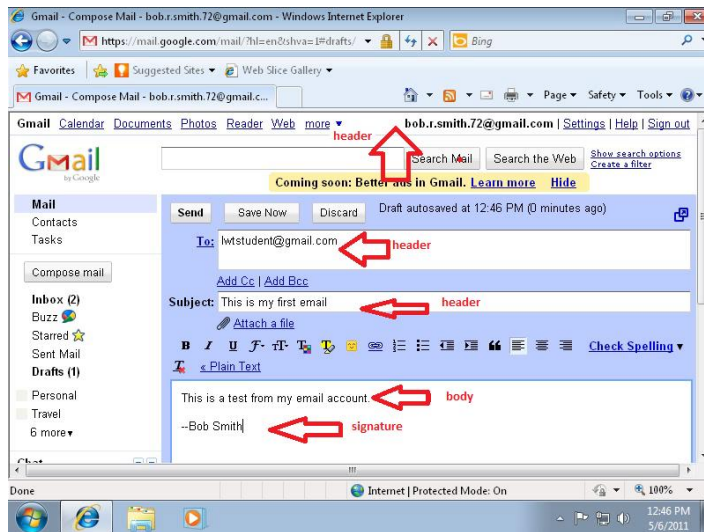 Gmail - Compose Mail - bob.r.smith.72@gmail.com - Windows Internet Explorer
https://mail.google.com/mail/?hl=en&shva=1#drafts/ Bing
Favorites Suggested Sites Web Slice Gallery
Gmail - Compose Mail - bob.r.smith.72@gmail.c... Page Safety Tools
Gmail Calendar Documents Photos Reader Web more bob.r.smith.72@gmail.com | Settings | Help | Sign out
header
Gmail
by Google
Search Mail Search the Web Show search options
Create a filter
Coming soon: Better ads in Gmail. Learn more Hide
Mail
Contacts
Tasks
Compose mail
Inbox (2)
Buzz
Starred
Sent Mail
Drafts (1)
Personal
Travel
6 more
Chat
Send Save Now Discard Draft autosaved at 12:46 PM (0 minutes ago)
To: lwtstudent@gmail.com header
Add Cc | Add Bcc
Subject: This is my first email header
Attach a file
B I U Check Spelling
« Plain Text
This is a test from my email account. body
--Bob Smith signature
Done Internet | Protected Mode: On 100%
12:46 PM
5/6/2011